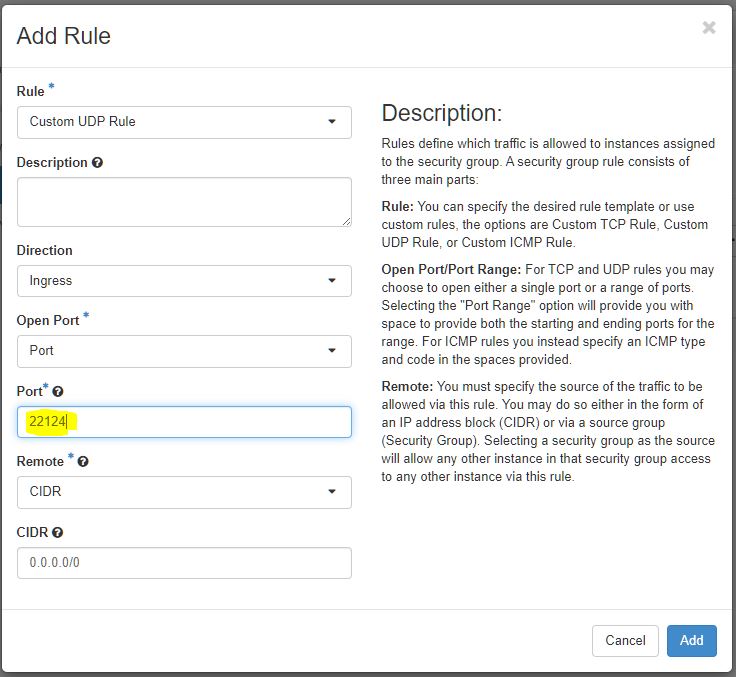 Add Rule
×
Rule *
Custom UDP Rule
Description ?
Direction
Ingress
Open Port *
Port
Port* ?
22124
Remote * ?
CIDR
CIDR ?
0.0.0.0/0
Description:
Rules define which traffic is allowed to instances assigned
to the security group. A security group rule consists of
three main parts:
Rule: You can specify the desired rule template or use
custom rules, the options are Custom TCP Rule, Custom
UDP Rule, or Custom ICMP Rule.
Open Port/Port Range: For TCP and UDP rules you may
choose to open either a single port or a range of ports.
Selecting the "Port Range" option will provide you with
space to provide both the starting and ending ports for the
range. For ICMP rules you instead specify an ICMP type
and code in the spaces provided.
Remote: You must specify the source of the traffic to be
allowed via this rule. You may do so either in the form of
an IP address block (CIDR) or via a source group
(Security Group). Selecting a security group as the source
will allow any other instance in that security group access
to any other instance via this rule.
Cancel
Add